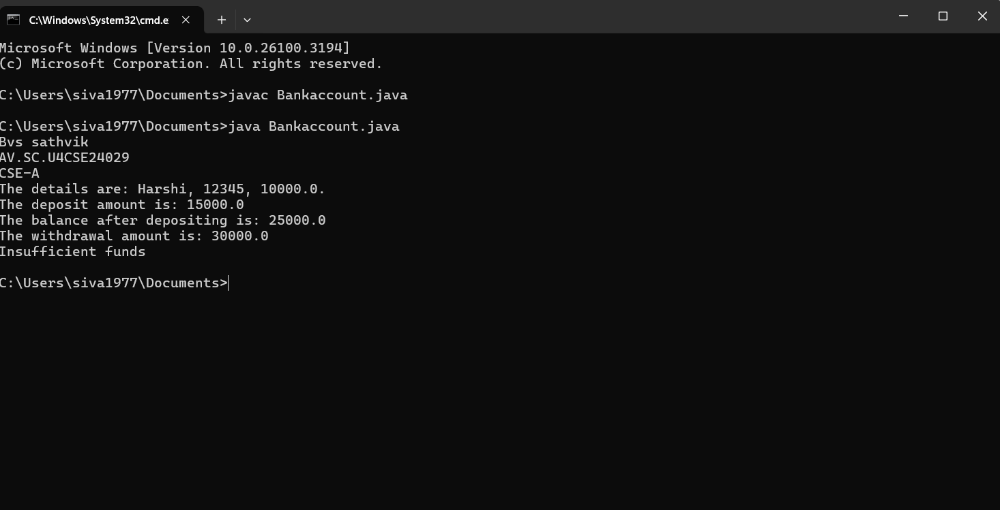 C:\Windows\System32\cmd.e
Microsoft Windows [Version 10.0.26100.3194]
(c) Microsoft Corporation. All rights reserved.
C:\Users\siva1977\Documents>javac Bankaccount.java
C:\Users\siva1977\Documents>java Bankaccount.java
Bvs sathvik
AV.SC.U4CSE24029
CSE-A
The details are: Harshi, 12345, 10000.0.
The deposit amount is: 15000.0
The balance after depositing is: 25000.0
The withdrawal amount is: 30000.0
Insufficient funds
C:\Users\siva1977\Documents>